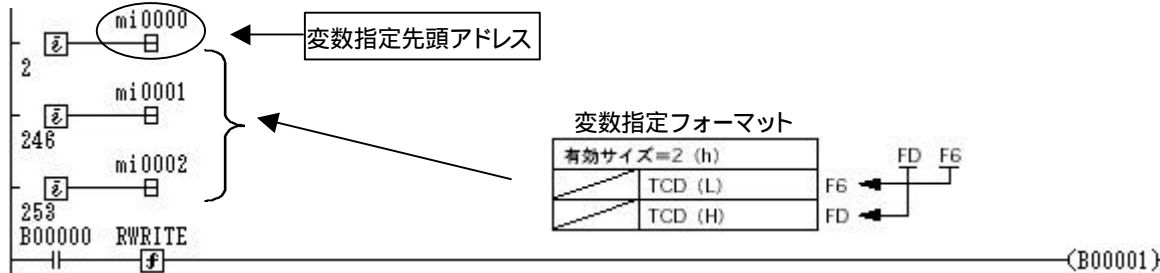 mi0000
変数指定先頭アドレス
i
2
mi0001
i
246
mi0002
i
253
変数指定フォーマット
有効サイズ=2 (h)
TCD (L)
TCD (H)
FD F6
F6
FD
B00000 RWRITE
f
(B00001)